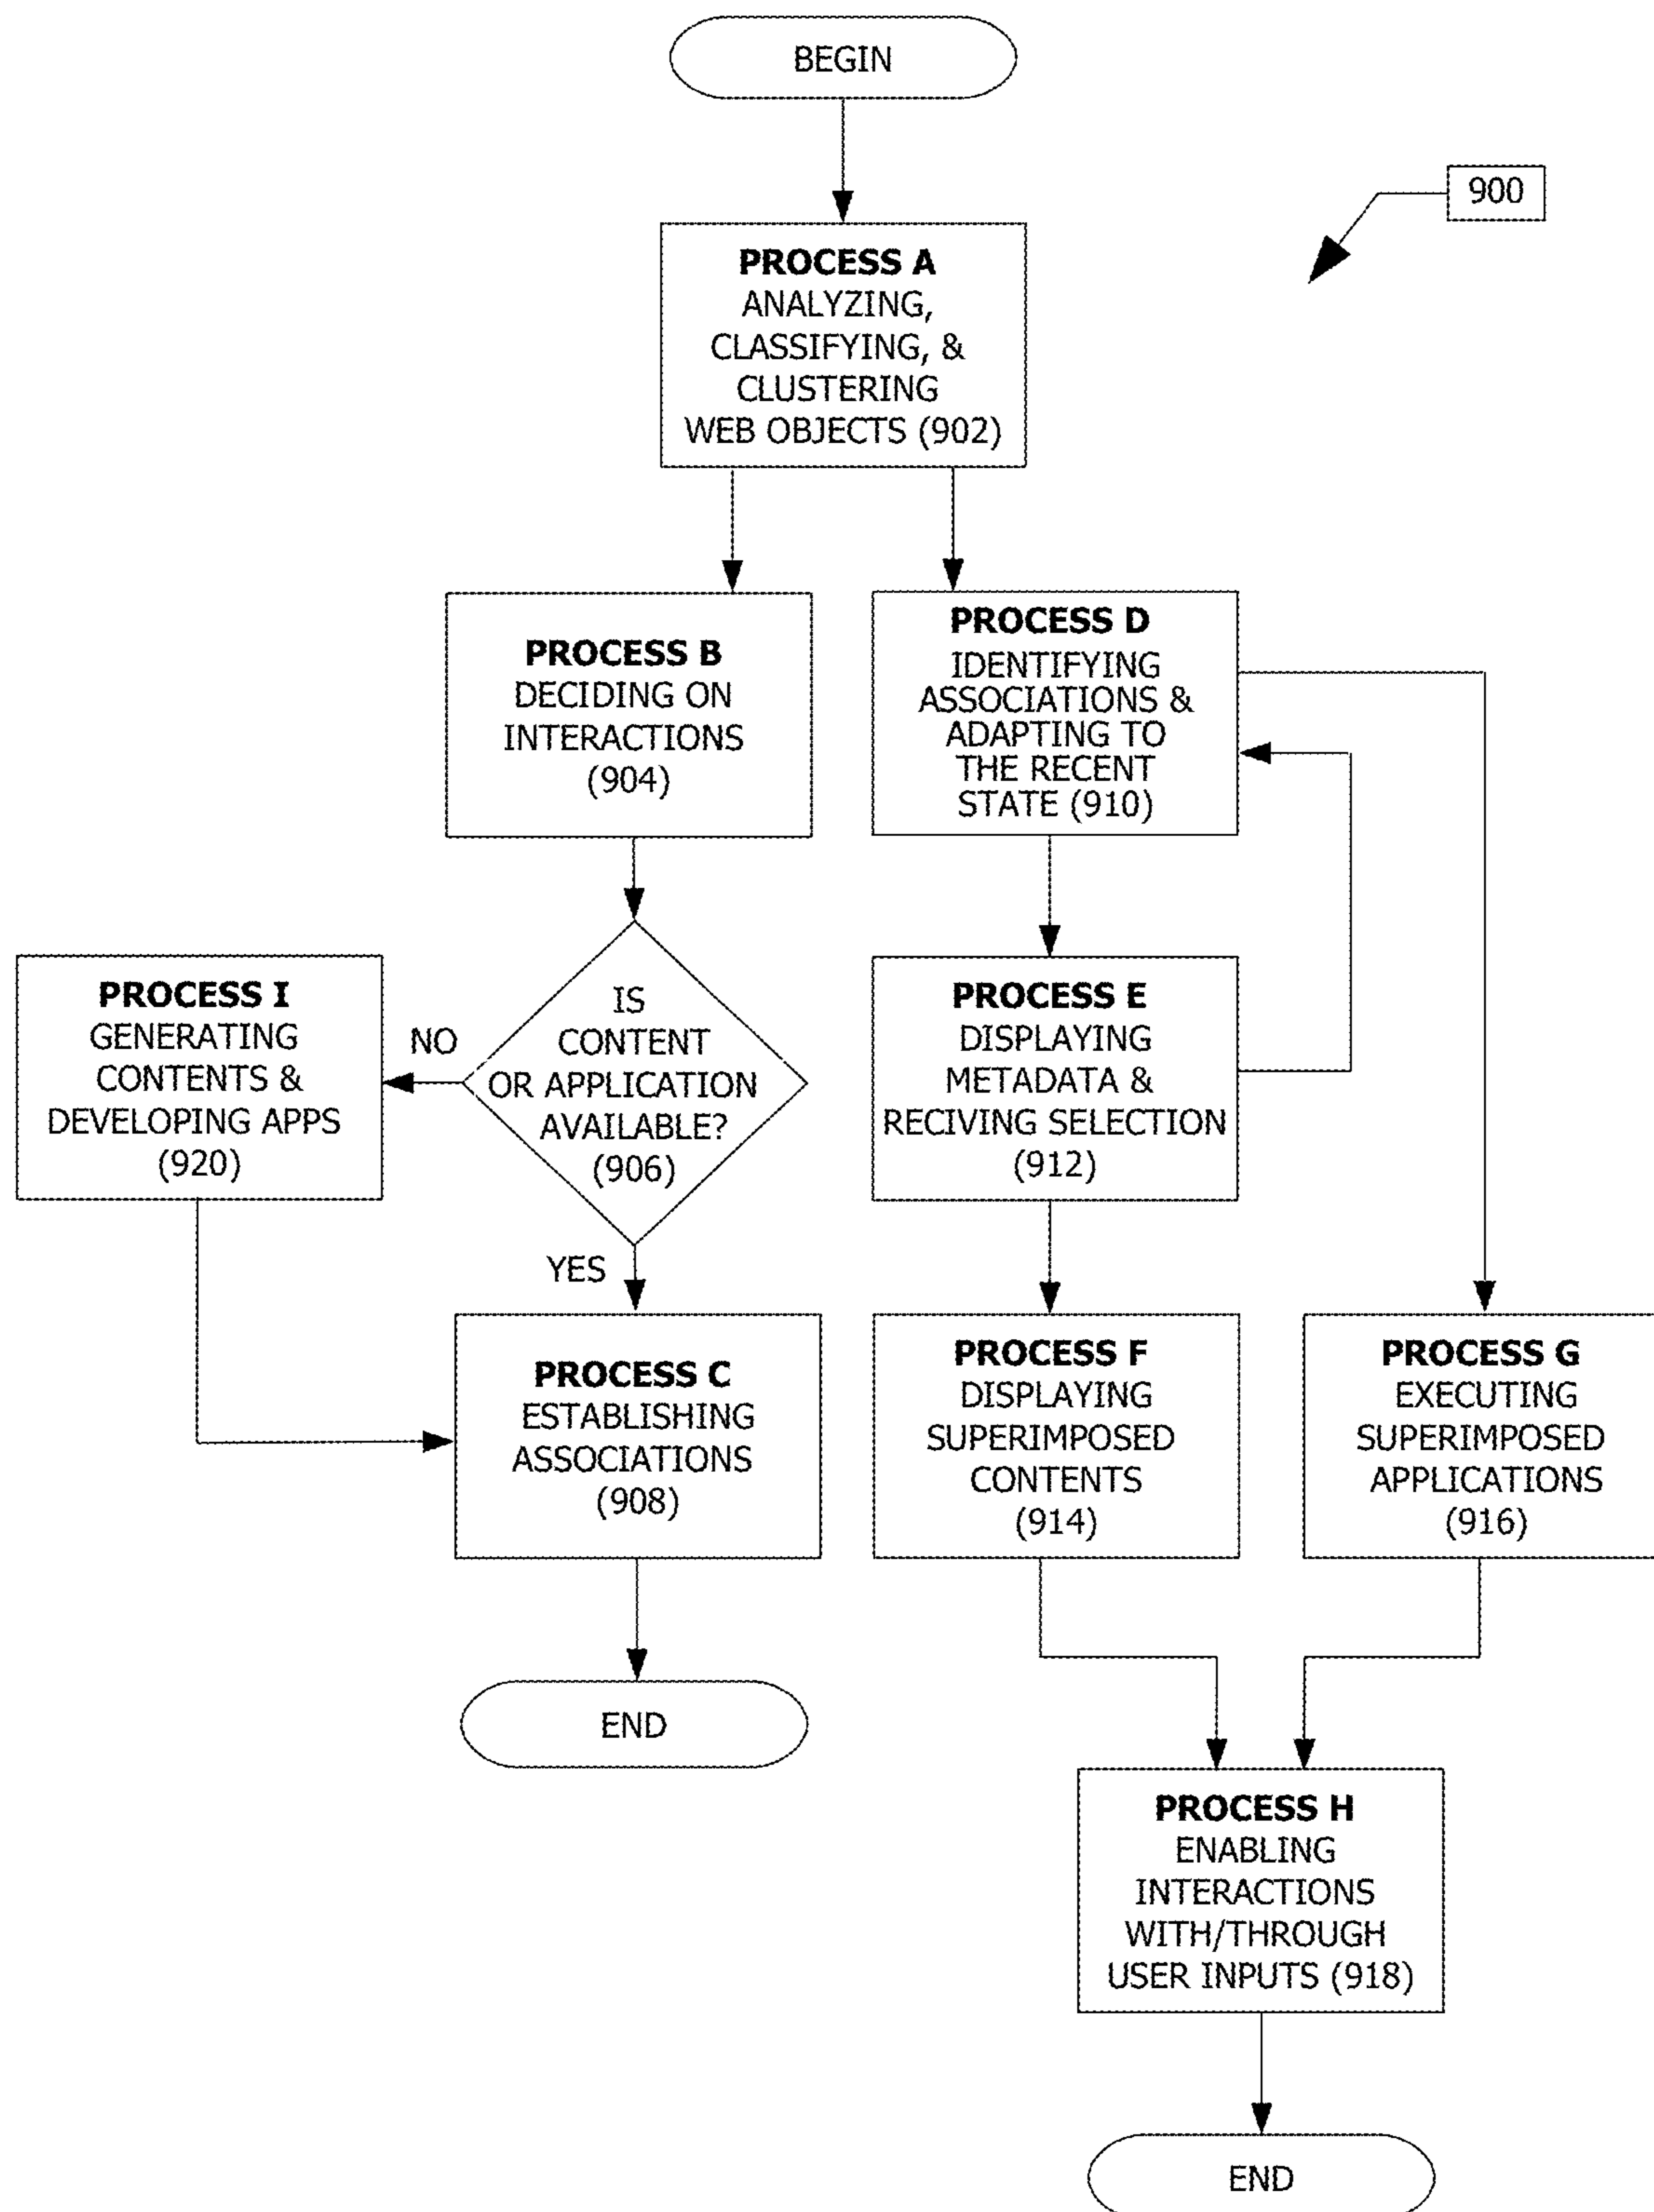 BEGIN
900
PROCESS A
ANALYZING,
CLASSIFYING, &
CLUSTERING
WEB OBJECTS (902)
PROCESS B
DECIDING ON
INTERACTIONS
(904)
PROCESS D
IDENTIFYING
ASSOCIATIONS &
ADAPTING TO
THE RECENT
STATE (910)
PROCESS I
GENERATING
CONTENTS &
DEVELOPING APPS
(920)
NO
IS
CONTENT
OR APPLICATION
AVAILABLE?
(906)
YES
PROCESS E
DISPLAYING
METADATA &
RECIVING SELECTION
(912)
PROCESS C
ESTABLISHING
ASSOCIATIONS
(908)
PROCESS F
DISPLAYING
SUPERIMPOSED
CONTENTS
(914)
PROCESS G
EXECUTING
SUPERIMPOSED
APPLICATIONS
(916)
END
PROCESS H
ENABLING
INTERACTIONS
WITH/THROUGH
USER INPUTS (918)
END